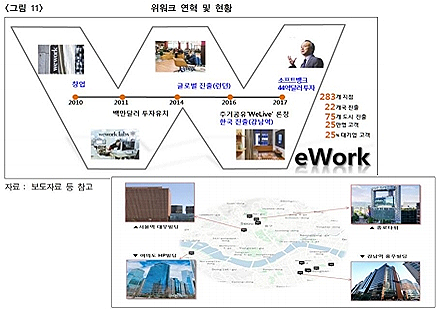 <그림 11> 위워크 연혁 및 현황
창업
글로벌 진출(런던)
소프트뱅크
44억달러 투자
2010 2011 2014 2016 2017
백만달러 투자유치
주거공유'WeLive' 론칭
한국 진출(강남역)
283개 지점
22개국 진출
75개 도시 진출
25만명 고객
25% 대기업 고객
wework labs
eWork
자료 : 보도자료 등 참고
▲서울역 대우빌딩
▲종로타워
▼여의도 HP빌딩
▼강남역 홍우빌딩